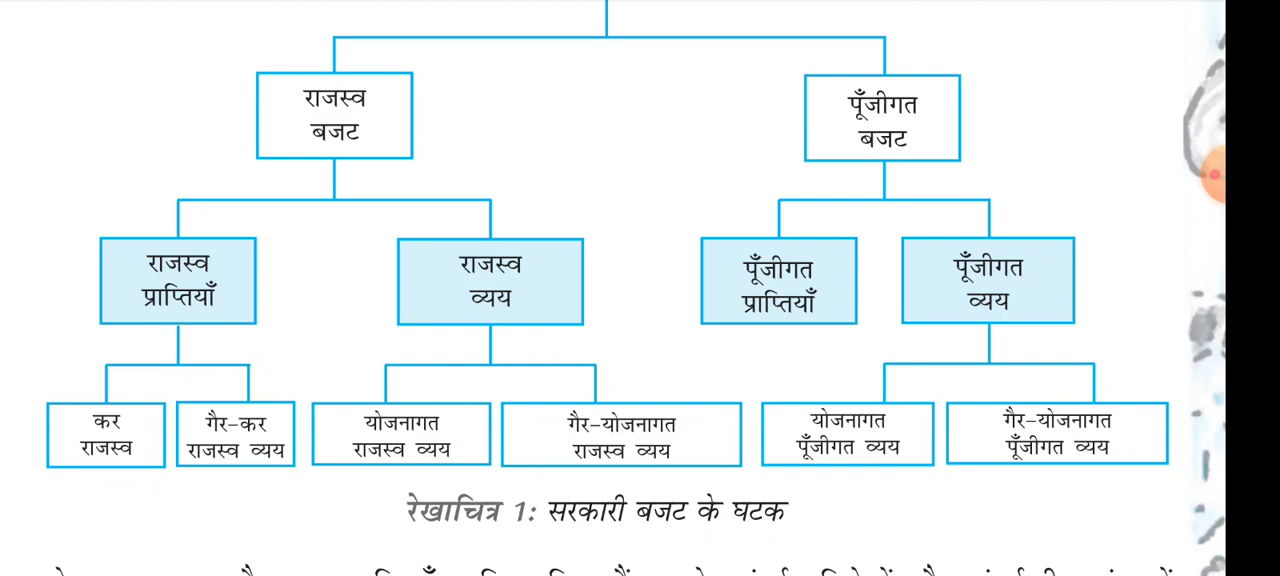 राजस्व
बजट
पूँजीगत
बजट
राजस्व
प्राप्तियाँ
राजस्व
व्यय
पूँजीगत
प्राप्तियाँ
पूँजीगत
व्यय
कर
राजस्व
गैर-कर
राजस्व व्यय
योजनागत
राजस्व व्यय
गैर-योजनागत
राजस्व व्यय
योजनागत
पूँजीगत व्यय
गैर-योजनागत
पूँजीगत व्यय
रेखाचित्र 1: सरकारी बजट के घटक